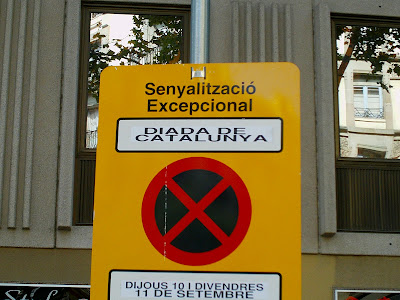 Senyalització
Excepcional
DIADA DE
CATALUNYA
DIJOUS 10 I DIVENDRES
11 DE SETEMBRE